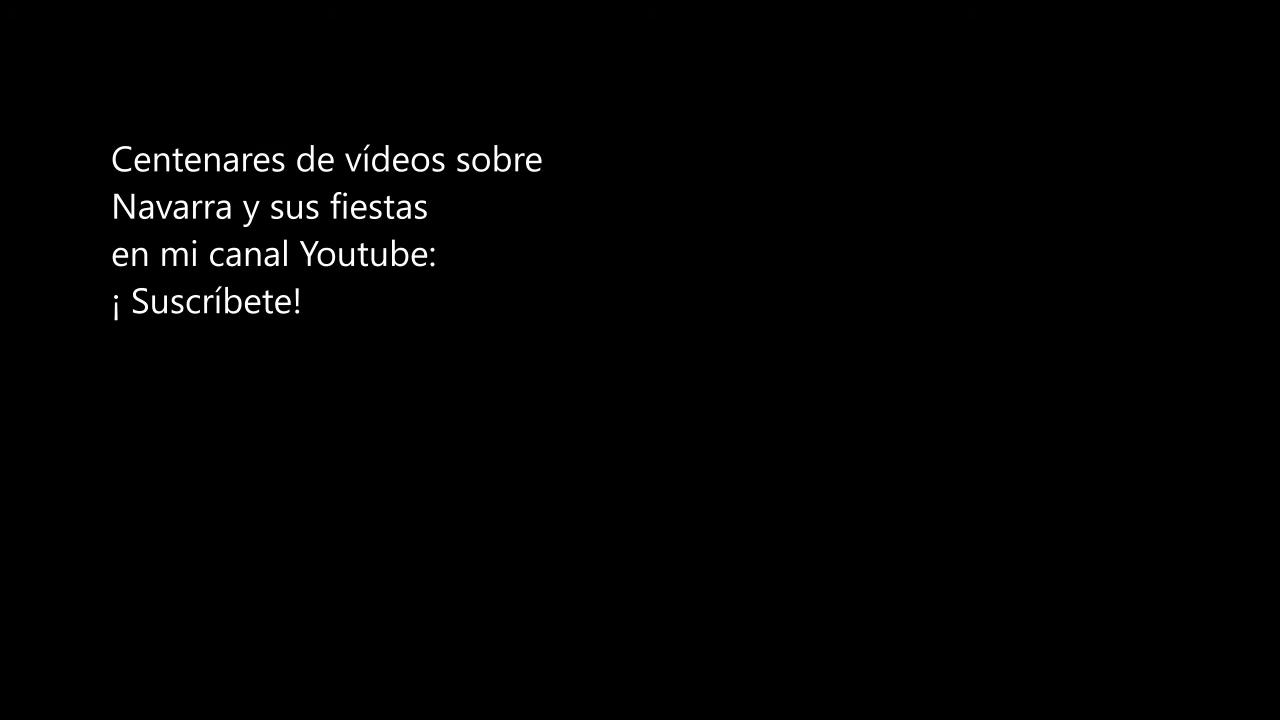 Centenares de vídeos sobre
Navarra y sus fiestas
en mi canal Youtube:
¡ Suscríbete!